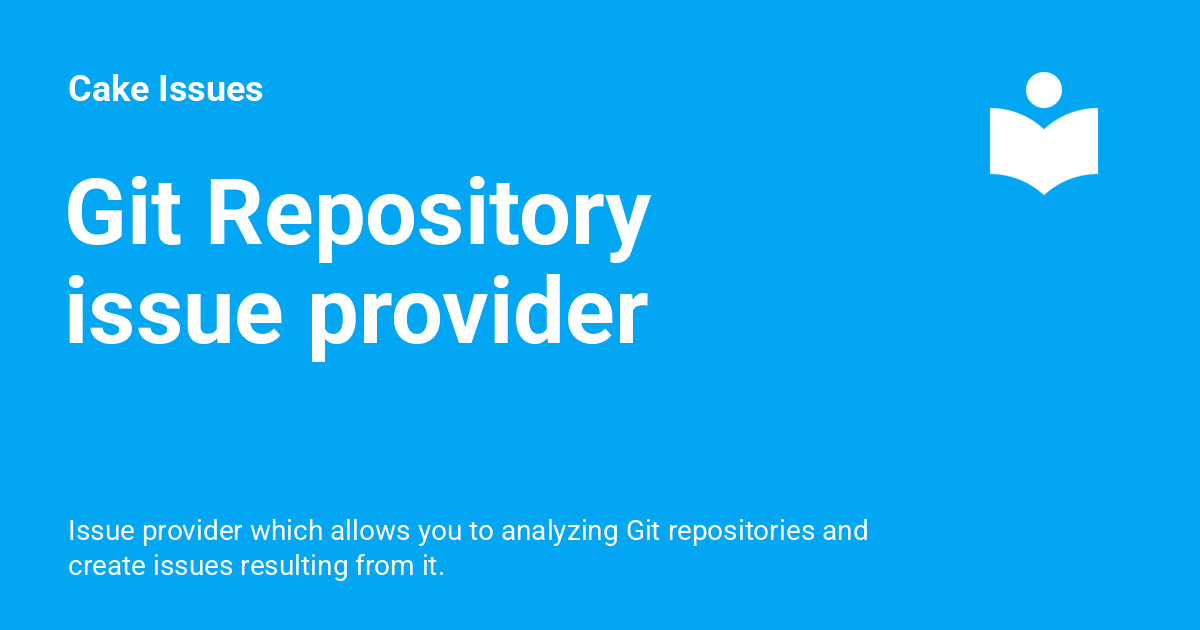 Cake Issues
Git Repository
issue provider
Issue provider which allows you to analyzing Git repositories and
create issues resulting from it.